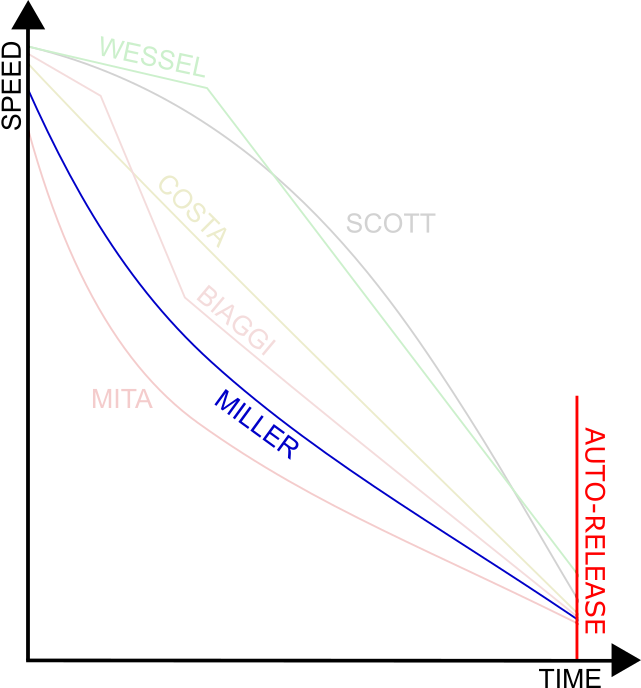 WESSEL
SPEED
COSTA
SCOTT
BIAGGI
MITA
MILLER
AUTO-RELEASE
TIME